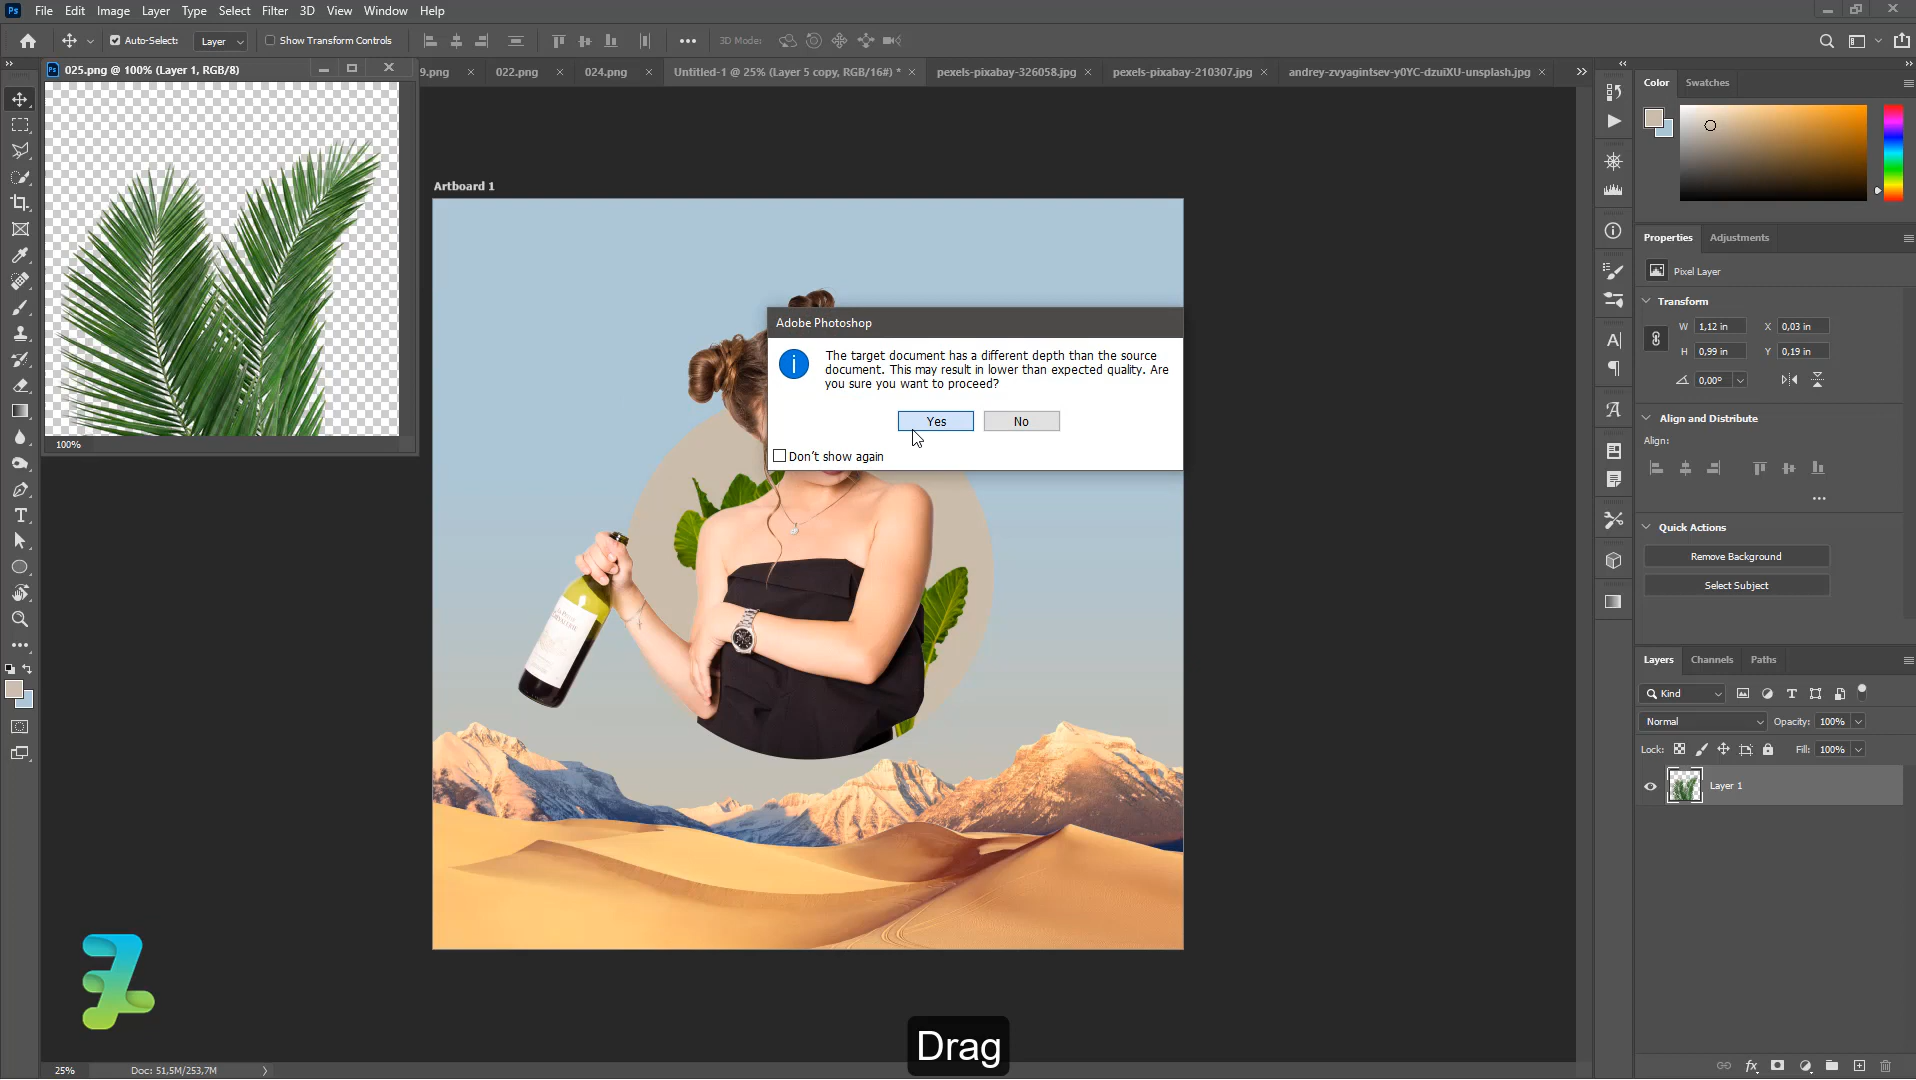 Ps File Edit Image Layer Type Select Filter 3D View Window Help
Auto-Select: Layer Show Transform Controls 3D Mode:
025.png @ 100% (Layer 1, RGB/8)
9.png 022.png 024.png Untitled-1 @ 25% (Layer 5 copy, RGB/16#) * pexels-pixabay-326058.jpg pexels-pixabay-210307.jpg andrey-zvyagintsev-y0YC-dzuiXU-unsplash.jpg
100%
Artboard 1
Adobe Photoshop
The target document has a different depth than the source
document. This may result in lower than expected quality. Are
you sure you want to proceed?
Yes No
Don't show again
Color Swatches
Properties Adjustments
Pixel Layer
Transform
W 1,12 in X 0,03 in
H 0,99 in Y 0,19 in
0,00°
Align and Distribute
Align:
Quick Actions
Remove Background
Select Subject
Layers Channels Paths
Kind
Normal Opacity: 100%
Lock: Fill: 100%
Layer 1
fx
Drag
25% Doc: 51,5M/253,7M